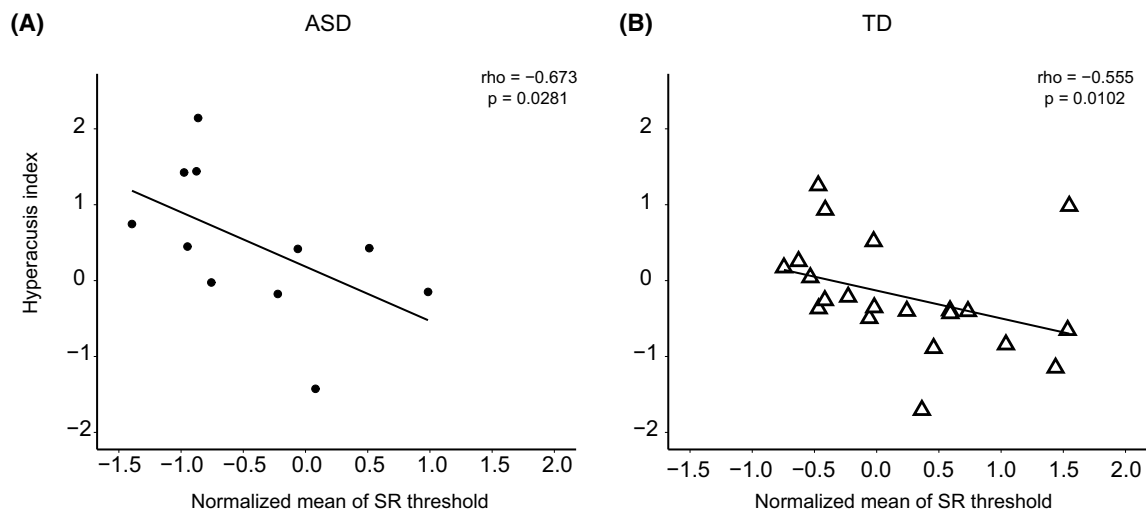 (A)
ASD
rho = −0.673
p = 0.0281
Hyperacusis index
2
1
0
−1
−2
−1.5 −1.0 −0.5 0.0 0.5 1.0 1.5 2.0
Normalized mean of SR threshold
(B)
TD
rho = −0.555
p = 0.0102
2
1
0
−1
−2
−1.5 −1.0 −0.5 0.0 0.5 1.0 1.5 2.0
Normalized mean of SR threshold